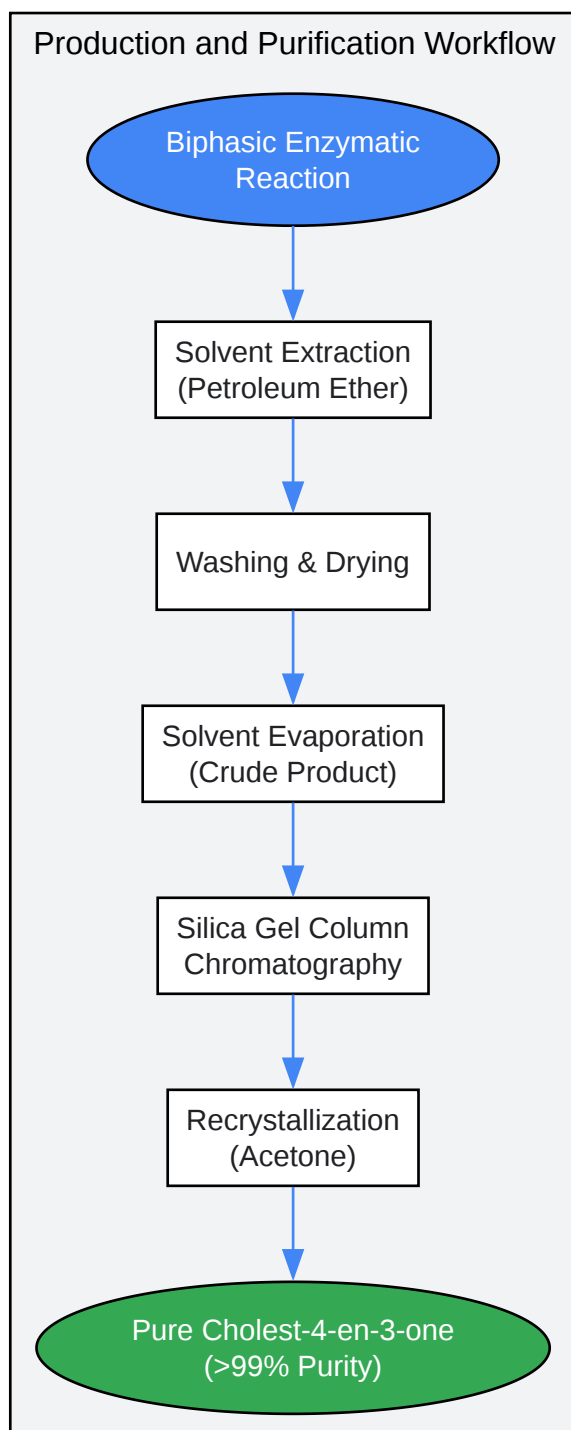 Production and Purification Workflow
Biphasic Enzymatic
Reaction
Solvent Extraction
(Petroleum Ether)
Washing & Drying
Solvent Evaporation
(Crude Product)
Silica Gel Column
Chromatography
Recrystallization
(Acetone)
Pure Cholest-4-en-3-one
(>99% Purity)